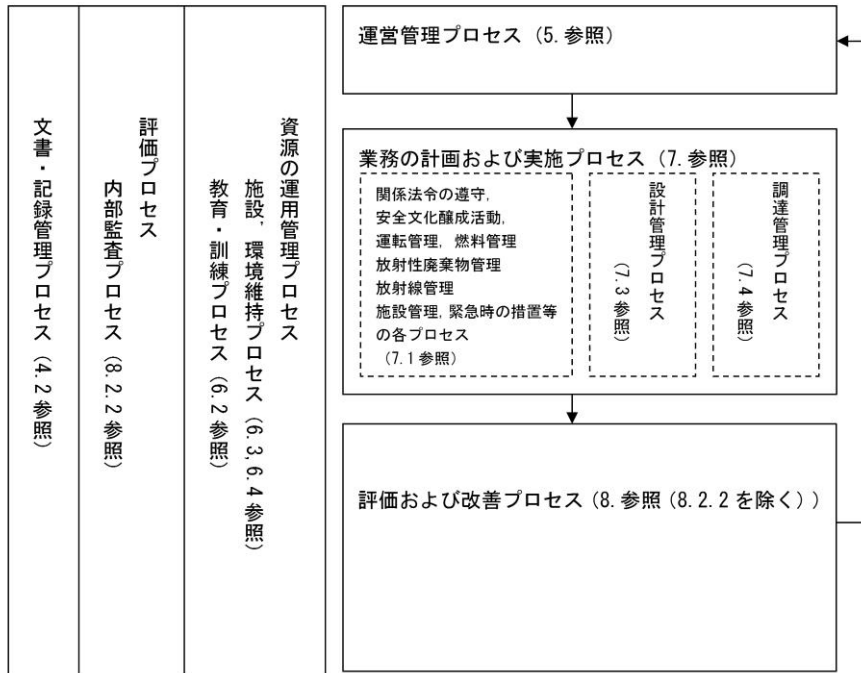 文書・記録管理プロセス(4.2参照)
評価プロセス
内部監査プロセス(8.2.2参照)
資源の運用管理プロセス
施設,環境維持プロセス(6.3,6.4参照)
教育・訓練プロセス(6.2参照)
運営管理プロセス(5.参照)
業務の計画および実施プロセス(7.参照)
関係法令の遵守,
安全文化醸成活動,
運転管理,燃料管理
放射性廃棄物管理
放射線管理
施設管理,緊急時の措置等
の各プロセス
(7.1参照)
設計管理プロセス
(7.3参照)
調達管理プロセス
(7.4参照)
評価および改善プロセス(8.参照(8.2.2を除く))